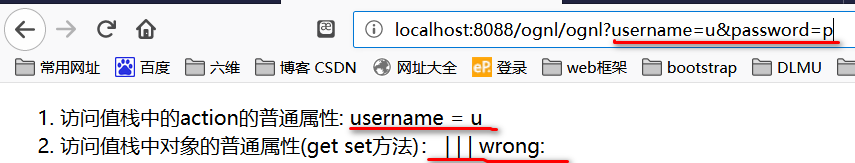 localhost:8088/ognl/ognl?username=u&password=p
常用网址 百度 六维 博客 CSDN 网址大全 eP. 登录 web框架 bootstrap DLMU
1. 访问值栈中的action的普通属性: username = u
2. 访问值栈中对象的普通属性(get set方法)： | | | wrong: